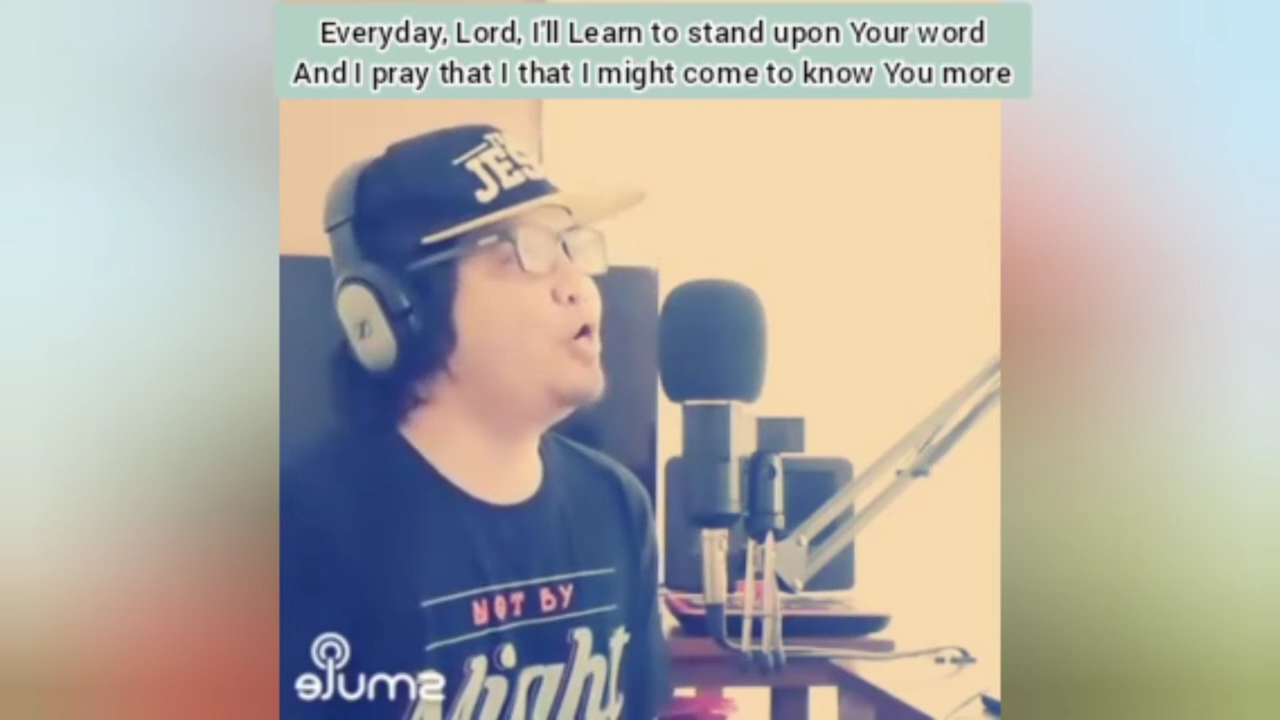 Everyday, Lord, I'll Learn to stand upon Your word
And I pray that I that I might come to know You more
JES
NOT BY
Might
Smule